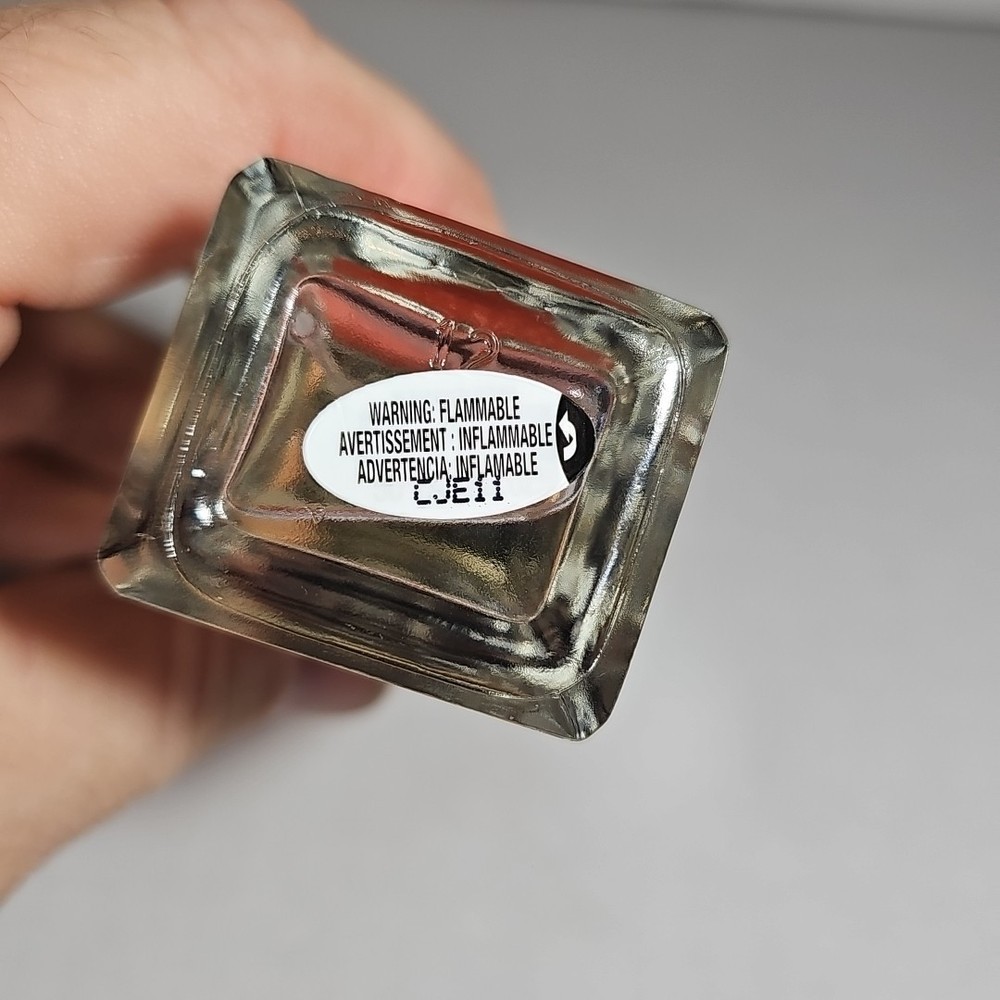 WARNING: FLAMMABLE
AVERTISSEMENT : INFLAMMABLE
ADVERTENCIA: INFLAMABLE
CJE11